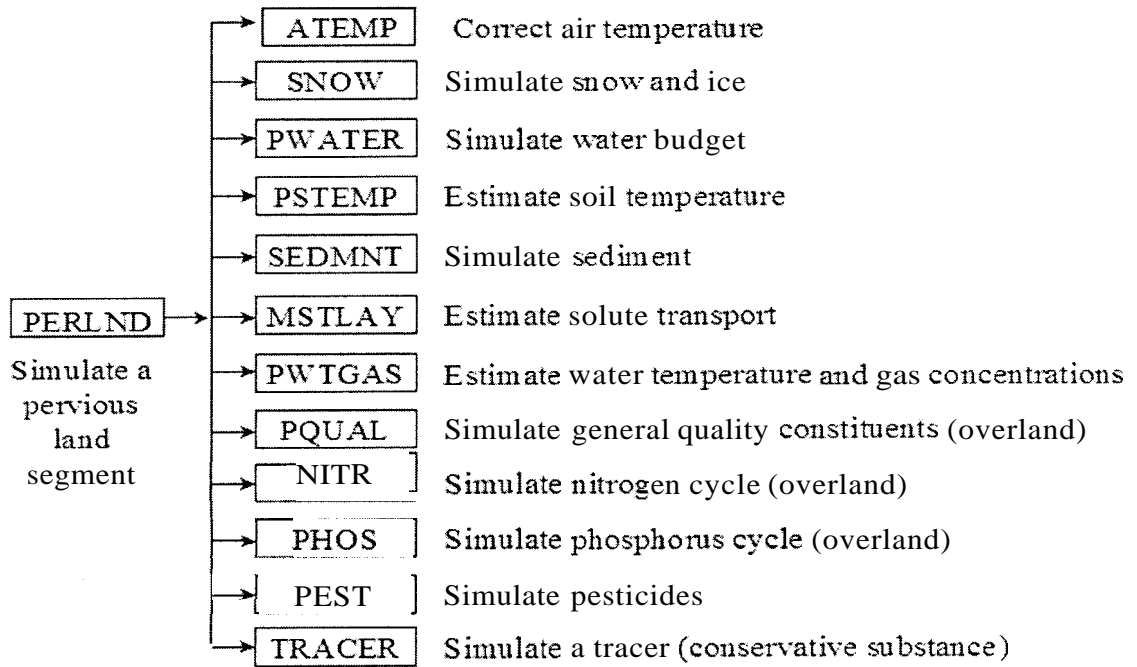 ATEMP Correct air temperature
SNOW Simulate snow and ice
PWATER Simulate water budget
PSTEMP Estimate soil temperature
SEDMNT Simulate sediment
PERLND
Simulate a
pervious
land
segment
MSTLAY Estimate solute transport
PWTGAS Estimate water temperature and gas concentrations
PQUAL Simulate general quality constituents (overland)
NITR Simulate nitrogen cycle (overland)
PHOS Simulate phosphorus cycle (overland)
PEST Simulate pesticides
TRACER Simulate a tracer (conservative substance)